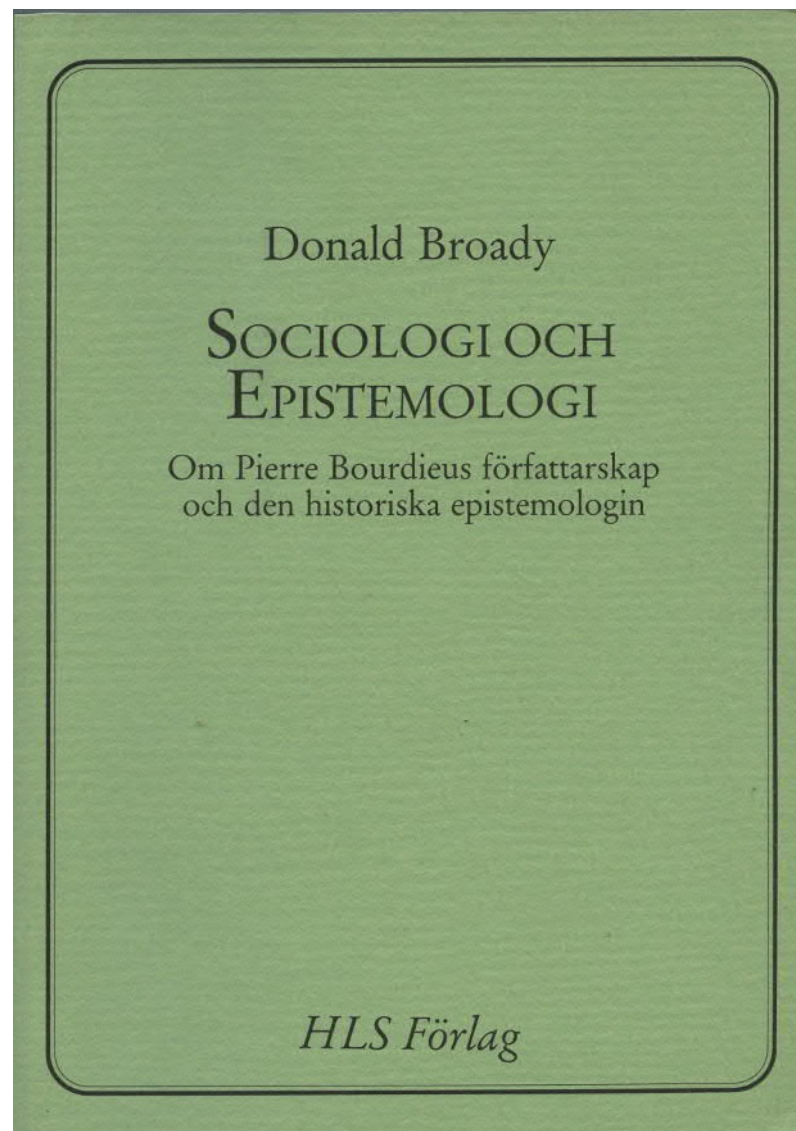 Donald Broady
SOCIOLOGI OCH
EPISTEMOLOGI
Om Pierre Bourdieus författarskap
och den historiska epistemologin
HLS Förlag